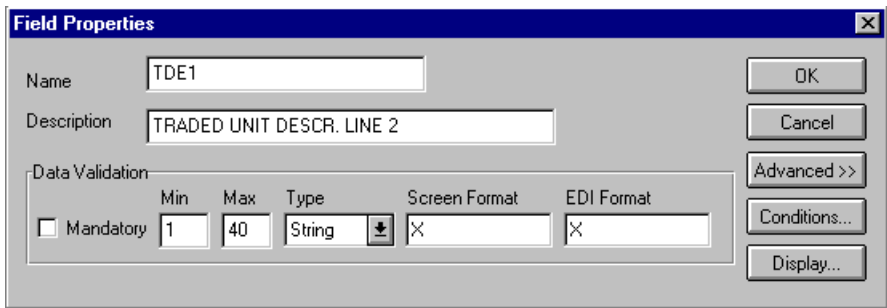 Field Properties
Name TDE1 OK
Description TRADED UNIT DESCR. LINE 2 Cancel
Data Validation Advanced >>
Min Max Type Screen Format EDI Format
Mandatory 1 40 String X X Conditions...
Display...